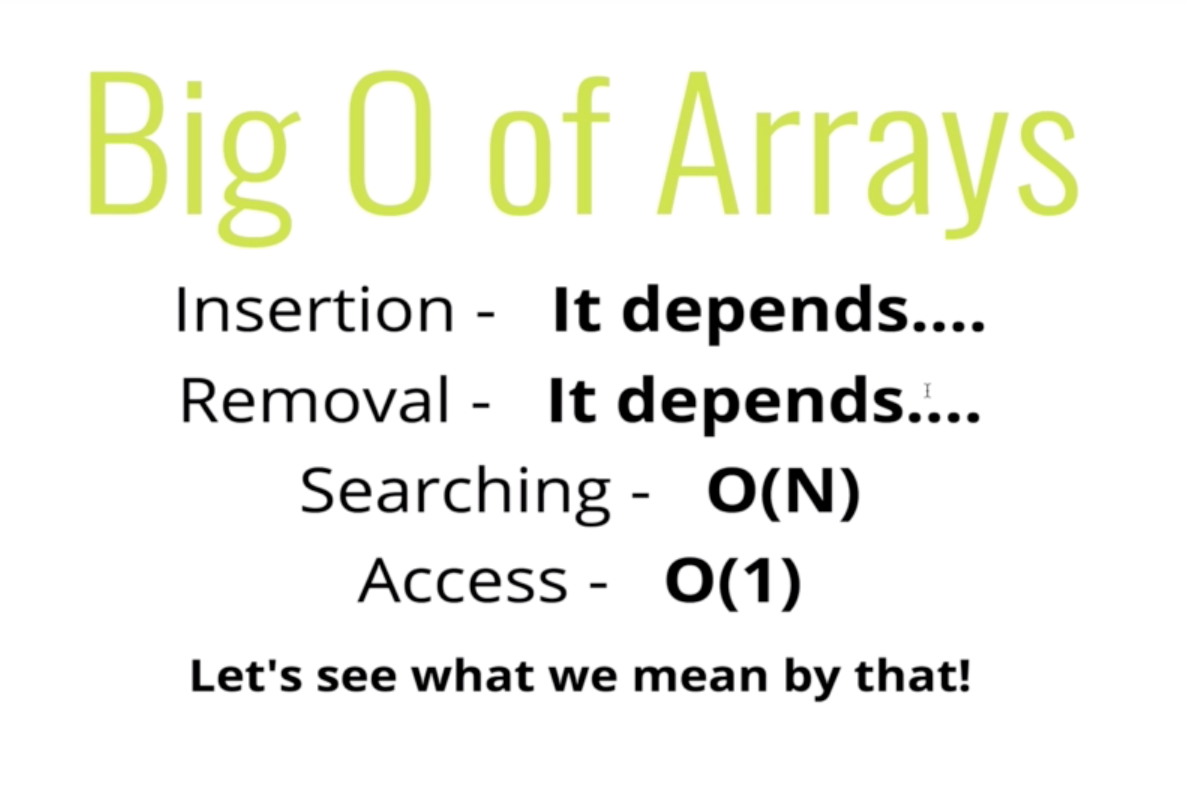 Big O of Arrays
Insertion - It depends....
Removal - It depends....
Searching - O(N)
Access - O(1)
Let's see what we mean by that!